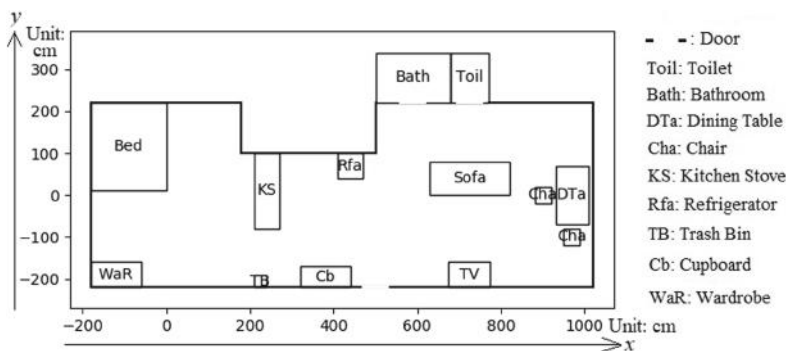 y
Unit:
cm
300
200
100
0
−100
−200
−200
0
200
400
600
800
1000
Unit: cm
x
Bath
Toil
Bed
Rfa
KS
Sofa
Cha
DTa
Cha
WaR
TB
Cb
TV
: Door
Toil: Toilet
Bath: Bathroom
DTa: Dining Table
Cha: Chair
KS: Kitchen Stove
Rfa: Refrigerator
TB: Trash Bin
Cb: Cupboard
WaR: Wardrobe